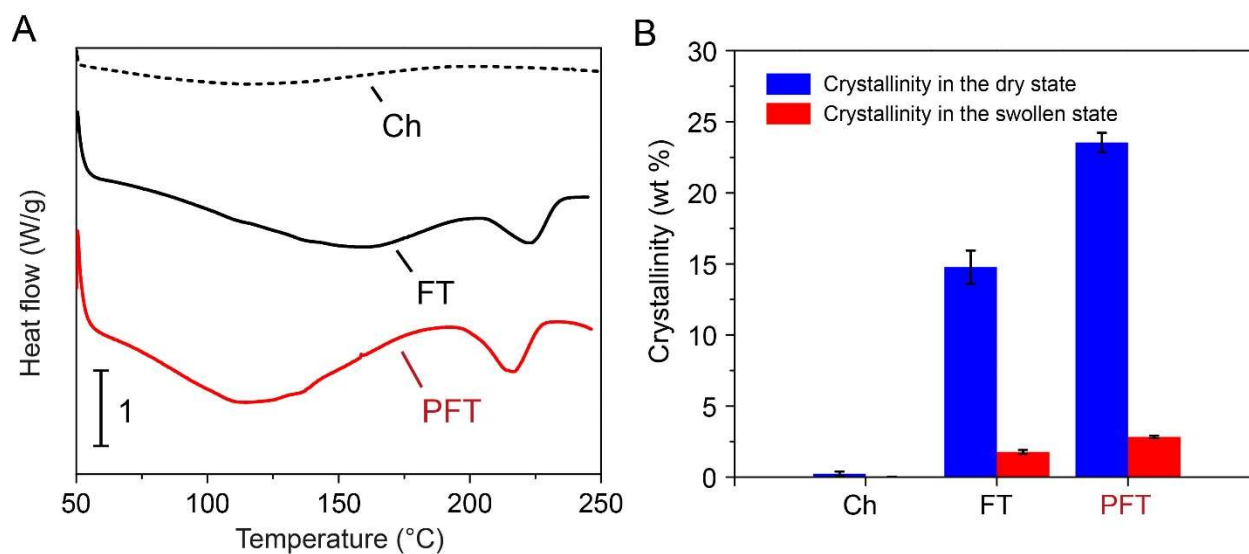 A
Heat flow (W/g)
Ch
FT
PFT
1
50
100
150
200
250
Temperature (°C)
B
Crystallinity (wt %)
30
25
20
15
10
5
0
Crystallinity in the dry state
Crystallinity in the swollen state
Ch
FT
PFT